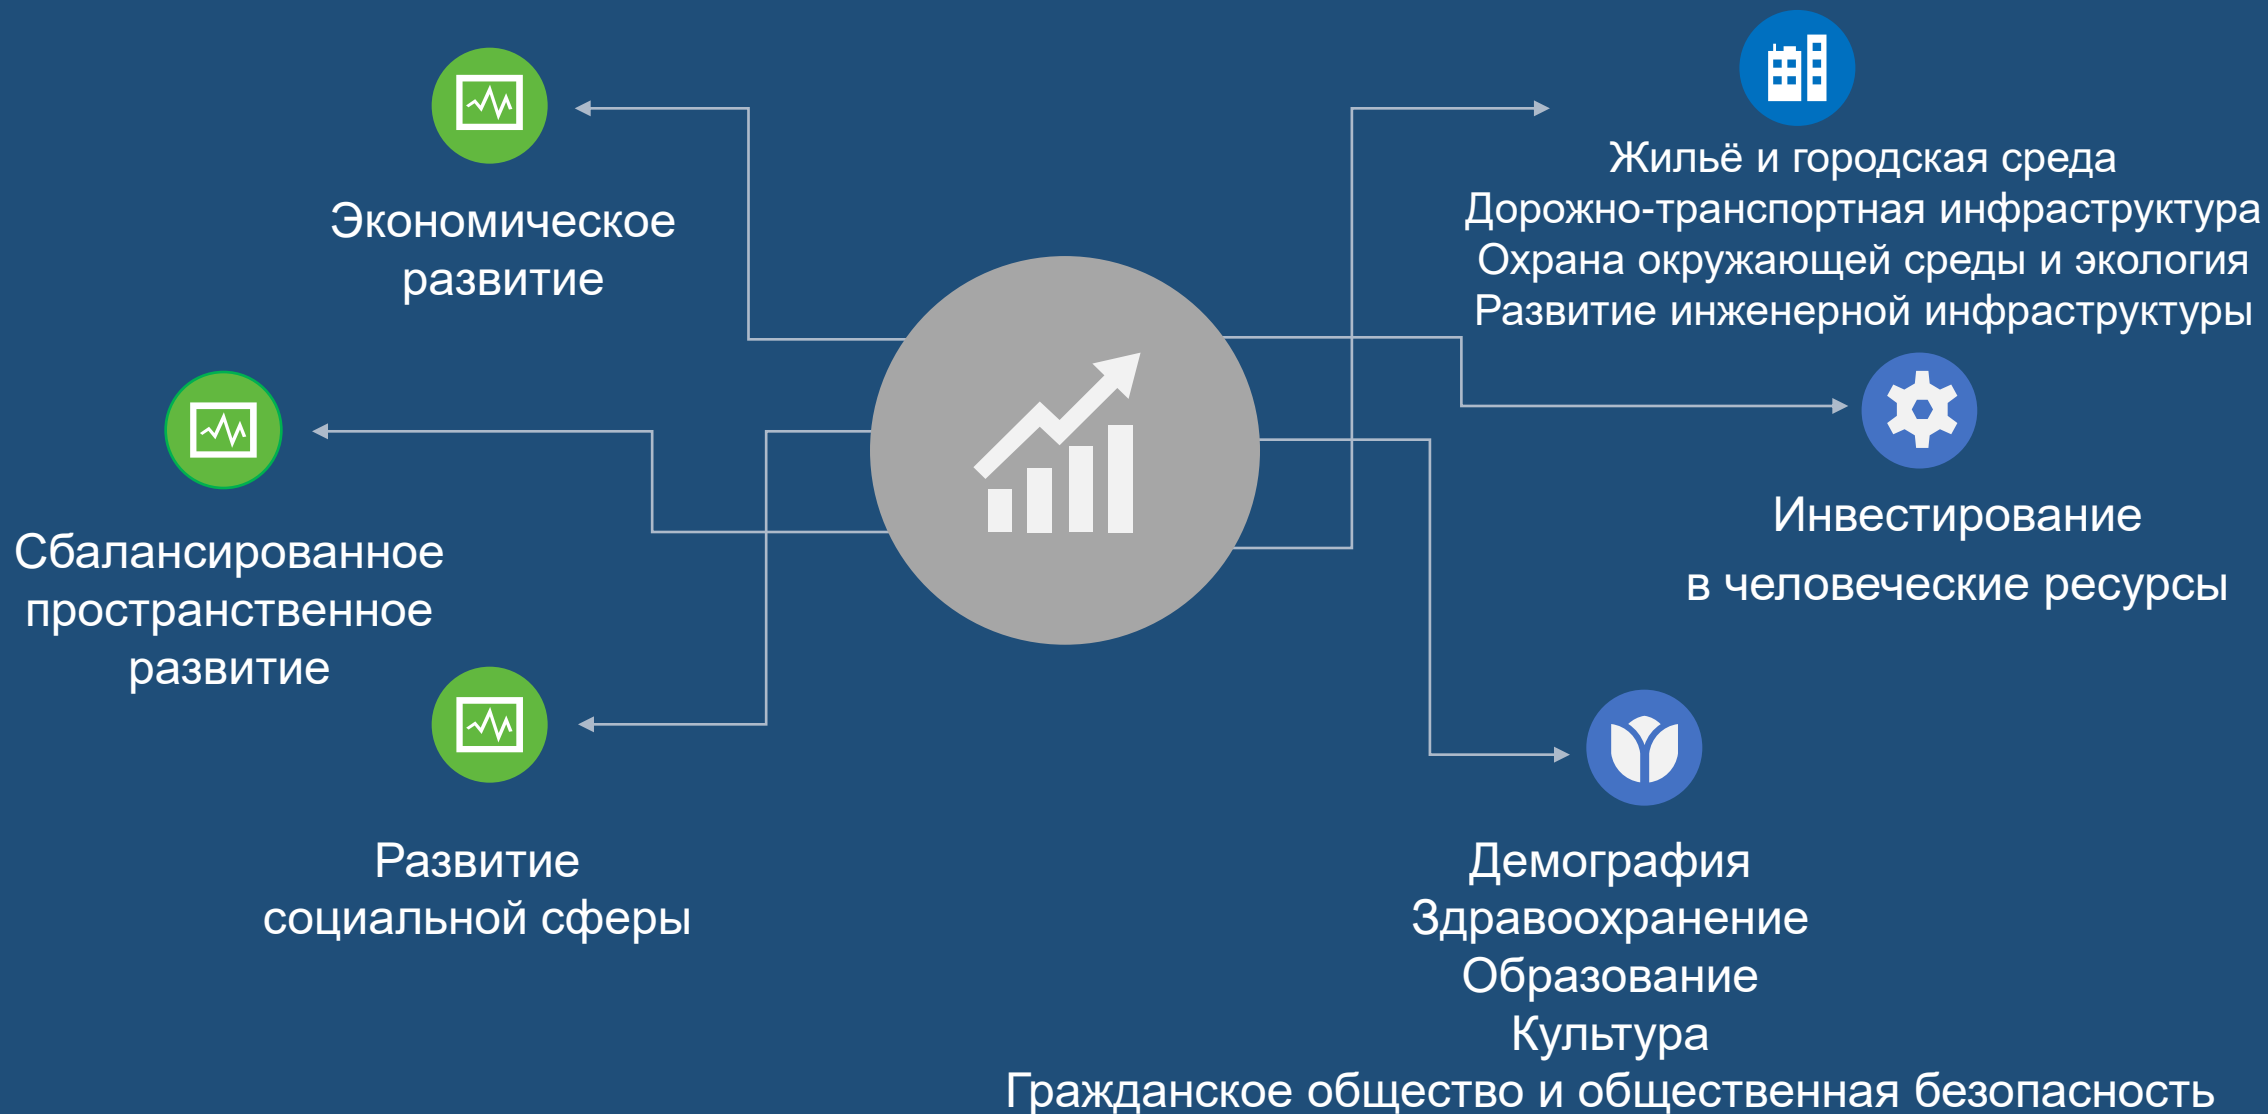 Экономическое
развитие
Сбалансированное
пространственное
развитие
Развитие
социальной сферы
Жильё и городская среда
Дорожно-транспортная инфраструктура
Охрана окружающей среды и экология
Развитие инженерной инфраструктуры
Инвестирование
в человеческие ресурсы
Демография
Здравоохранение
Образование
Культура
Гражданское общество и общественная безопасность